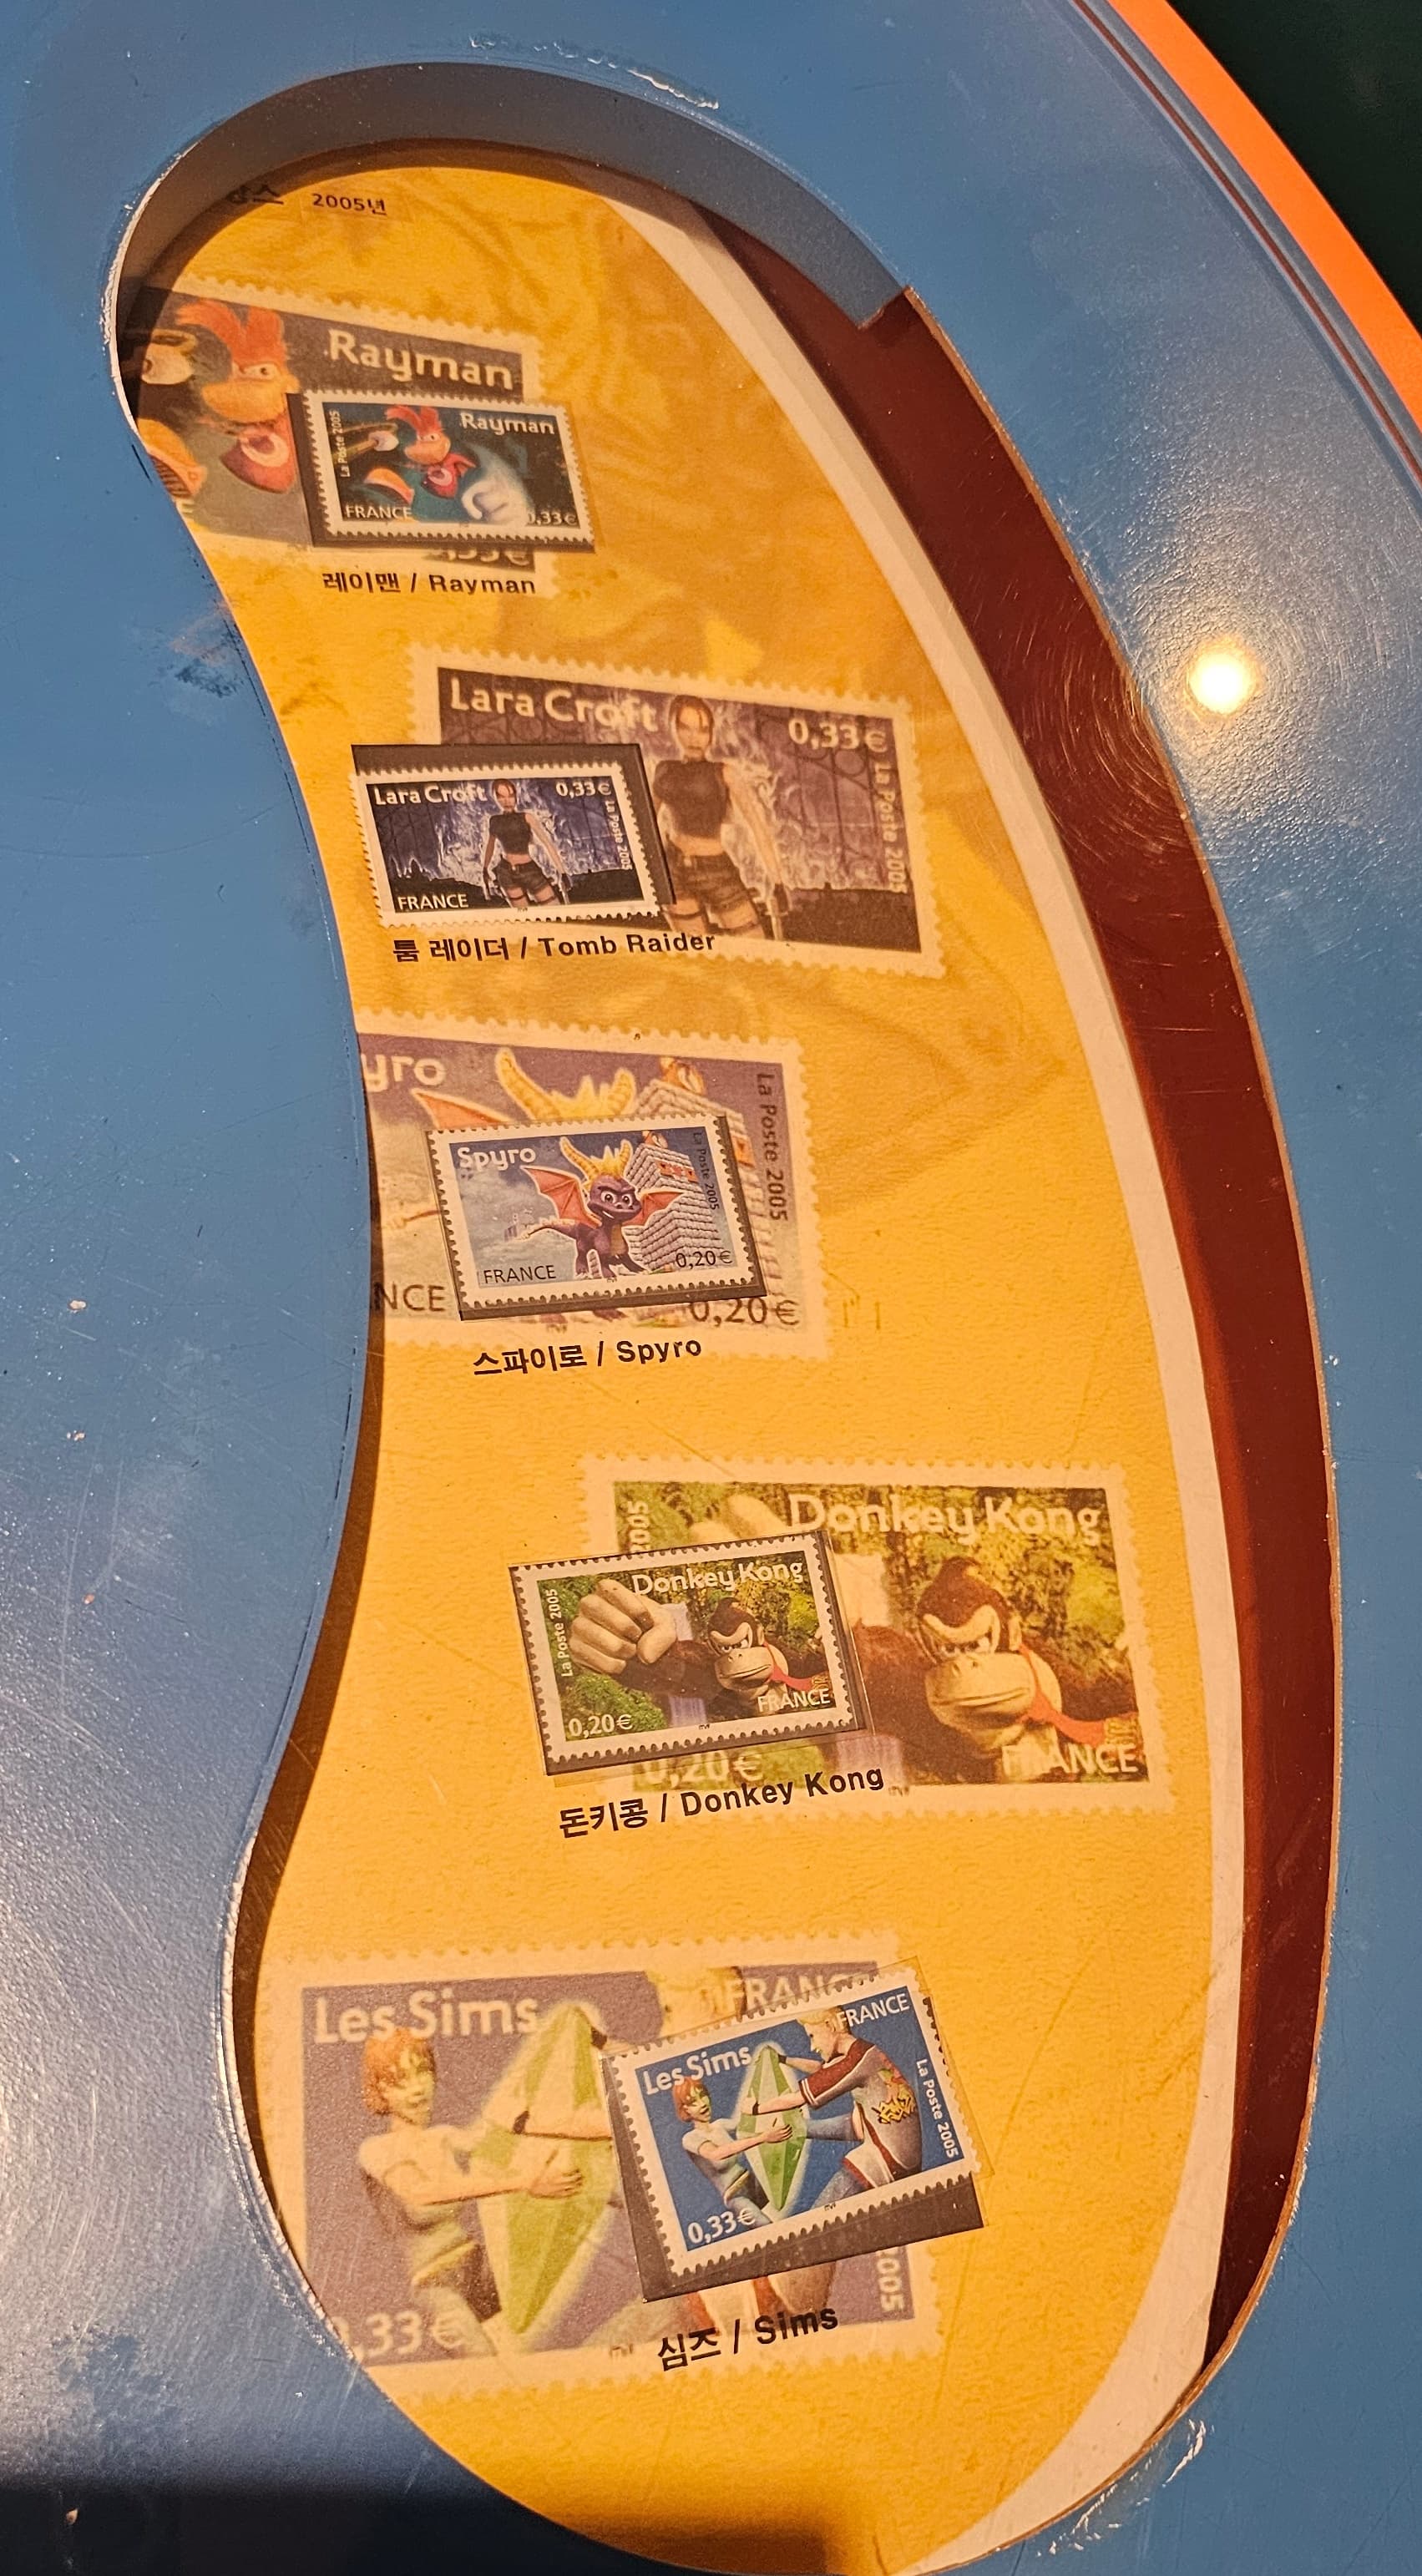 2005년
Rayman
Rayman
La Poste 2005
FRANCE
0,33€
레이맨 / Rayman
Lara Croft
0,33€
La Poste 2005
Lara Croft
0,33€
La Poste 2005
FRANCE
툼 레이더 / Tomb Raider
yro
La Poste 2005
Spyro
La Poste 2005
FRANCE
0,20€
NCE
0,20€
스파이로 / Spyro
2005
Donkey Kong
Donkey Kong
La Poste 2005
FRANCE
0,20€
FRANCE
0,20€
돈키콩 / Donkey Kong
Les Sims
FRANC
Les Sims
FRANCE
La Poste 2005
0,33€
,33€
2005
심즈 / Sims